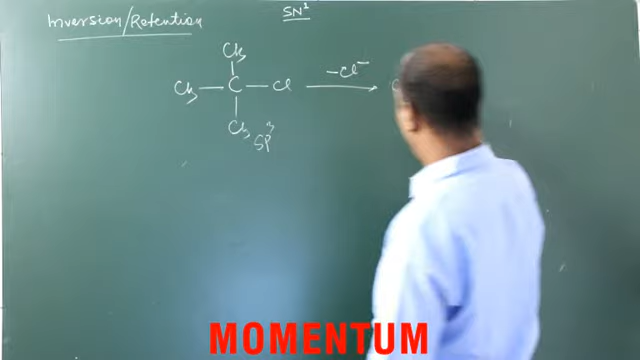 SN¹
Inversion/Retention
CH₃
CH₃ — C — Cl
-Cl⁻
CH₃
SP³
MOMENTUM